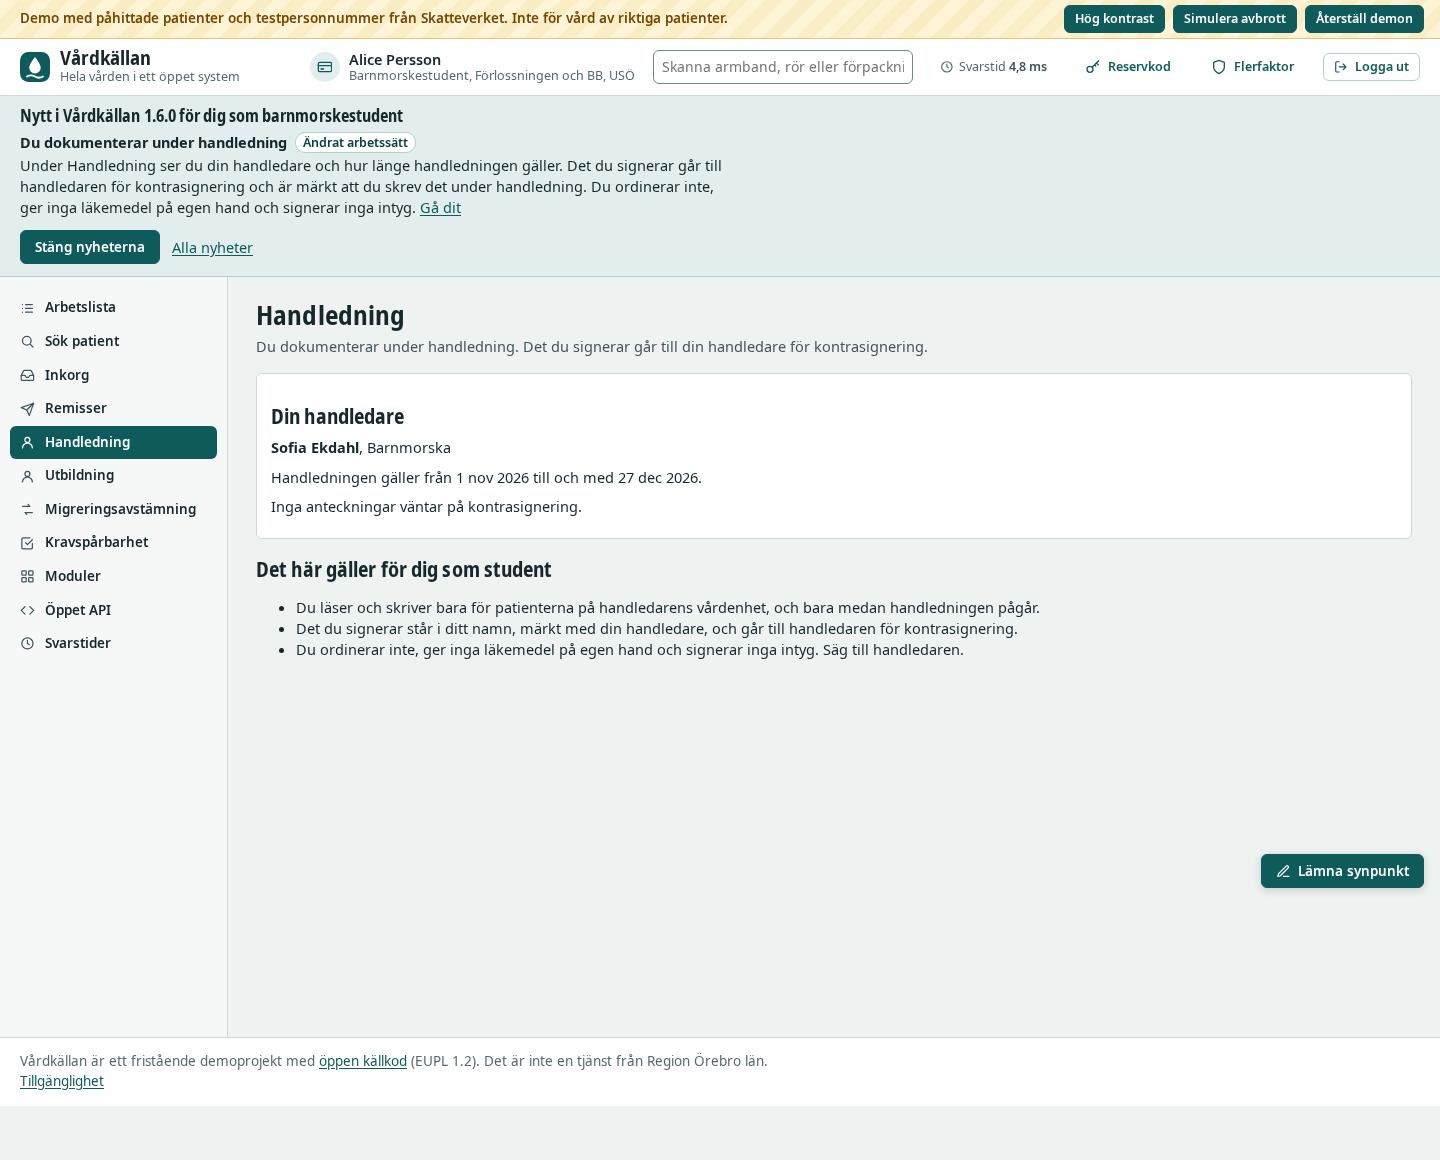 Demo med påhittade patienter och testpersonnummer från Skatteverket. Inte för vård av riktiga patienter.
Hög kontrast
Simulera avbrott
Återställ demon
Vårdkällan
Hela vården i ett öppet system
Alice Persson
Barnmorskestudent, Förlossningen och BB, USÖ
Skanna armband, rör eller förpackni
Svarstid 4,8 ms
Reservkod
Flerfaktor
Logga ut
Nytt i Vårdkällan 1.6.0 för dig som barnmorskestudent
Du dokumenterar under handledning
Ändrat arbetssätt
Under Handledning ser du din handledare och hur länge handledningen gäller. Det du signerar går till
handledaren för kontrasignering och är märkt att du skrev det under handledning. Du ordinerar inte,
ger inga läkemedel på egen hand och signerar inga intyg. Gå dit
Stäng nyheterna
Alla nyheter
Arbetslista
Sök patient
Inkorg
Remisser
Handledning
Utbildning
Migreringsavstämning
Kravspårbarhet
Moduler
Öppet API
Svarstider
Handledning
Du dokumenterar under handledning. Det du signerar går till din handledare för kontrasignering.
Din handledare
Sofia Ekdahl, Barnmorska
Handledningen gäller från 1 nov 2026 till och med 27 dec 2026.
Inga anteckningar väntar på kontrasignering.
Det här gäller för dig som student
• Du läser och skriver bara för patienterna på handledarens vårdenhet, och bara medan handledningen pågår.
• Det du signerar står i ditt namn, märkt med din handledare, och går till handledaren för kontrasignering.
• Du ordinerar inte, ger inga läkemedel på egen hand och signerar inga intyg. Säg till handledaren.
Lämna synpunkt
Vårdkällan är ett fristående demoprojekt med öppen källkod (EUPL 1.2). Det är inte en tjänst från Region Örebro län.
Tillgänglighet